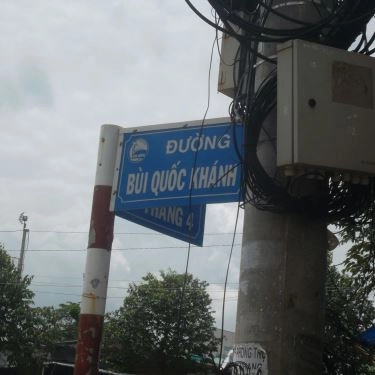 ĐƯỜNG
BÙI QUỐC KHÁNH
THÁNG 4